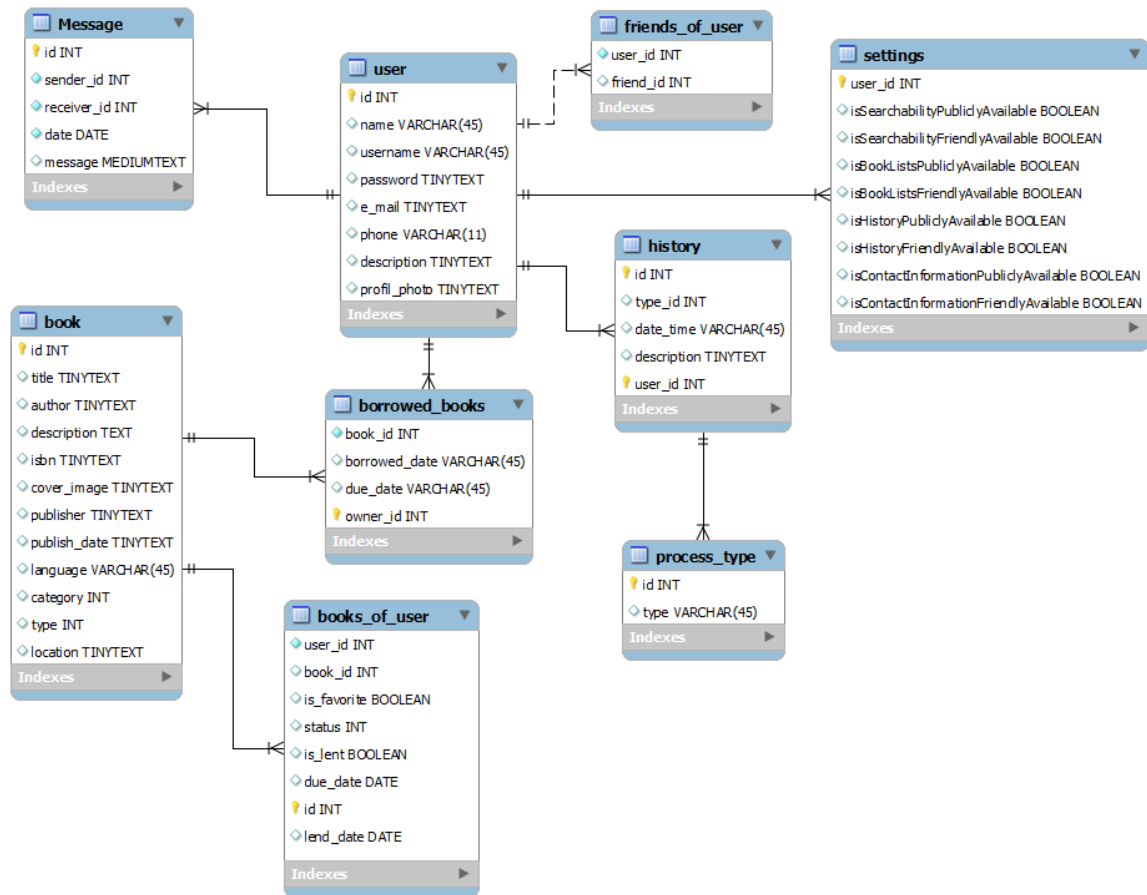 Message
id INT
sender_id INT
receiver_id INT
date DATE
message MEDIUMTEXT
Indexes
user
id INT
name VARCHAR(45)
username VARCHAR(45)
password TINYTEXT
e_mail TINYTEXT
phone VARCHAR(11)
description TINYTEXT
profil_photo TINYTEXT
Indexes
friends_of_user
user_id INT
friend_id INT
Indexes
settings
user_id INT
isSearchabilityPubliclyAvailable BOOLEAN
isSearchabilityFriendlyAvailable BOOLEAN
isBookListsPubliclyAvailable BOOLEAN
isBookListsFriendlyAvailable BOOLEAN
isHistoryPubliclyAvailable BOOLEAN
isHistoryFriendlyAvailable BOOLEAN
isContactInformationPubliclyAvailable BOOLEAN
isContactInformationFriendlyAvailable BOOLEAN
Indexes
history
id INT
type_id INT
date_time VARCHAR(45)
description TINYTEXT
user_id INT
Indexes
book
id INT
title TINYTEXT
author TINYTEXT
description TEXT
isbn TINYTEXT
cover_image TINYTEXT
publisher TINYTEXT
publish_date TINYTEXT
language VARCHAR(45)
category INT
type INT
location TINYTEXT
Indexes
borrowed_books
book_id INT
borrowed_date VARCHAR(45)
due_date VARCHAR(45)
owner_id INT
Indexes
process_type
id INT
type VARCHAR(45)
Indexes
books_of_user
user_id INT
book_id INT
is_favorite BOOLEAN
status INT
is_lent BOOLEAN
due_date DATE
id INT
lend_date DATE
Indexes